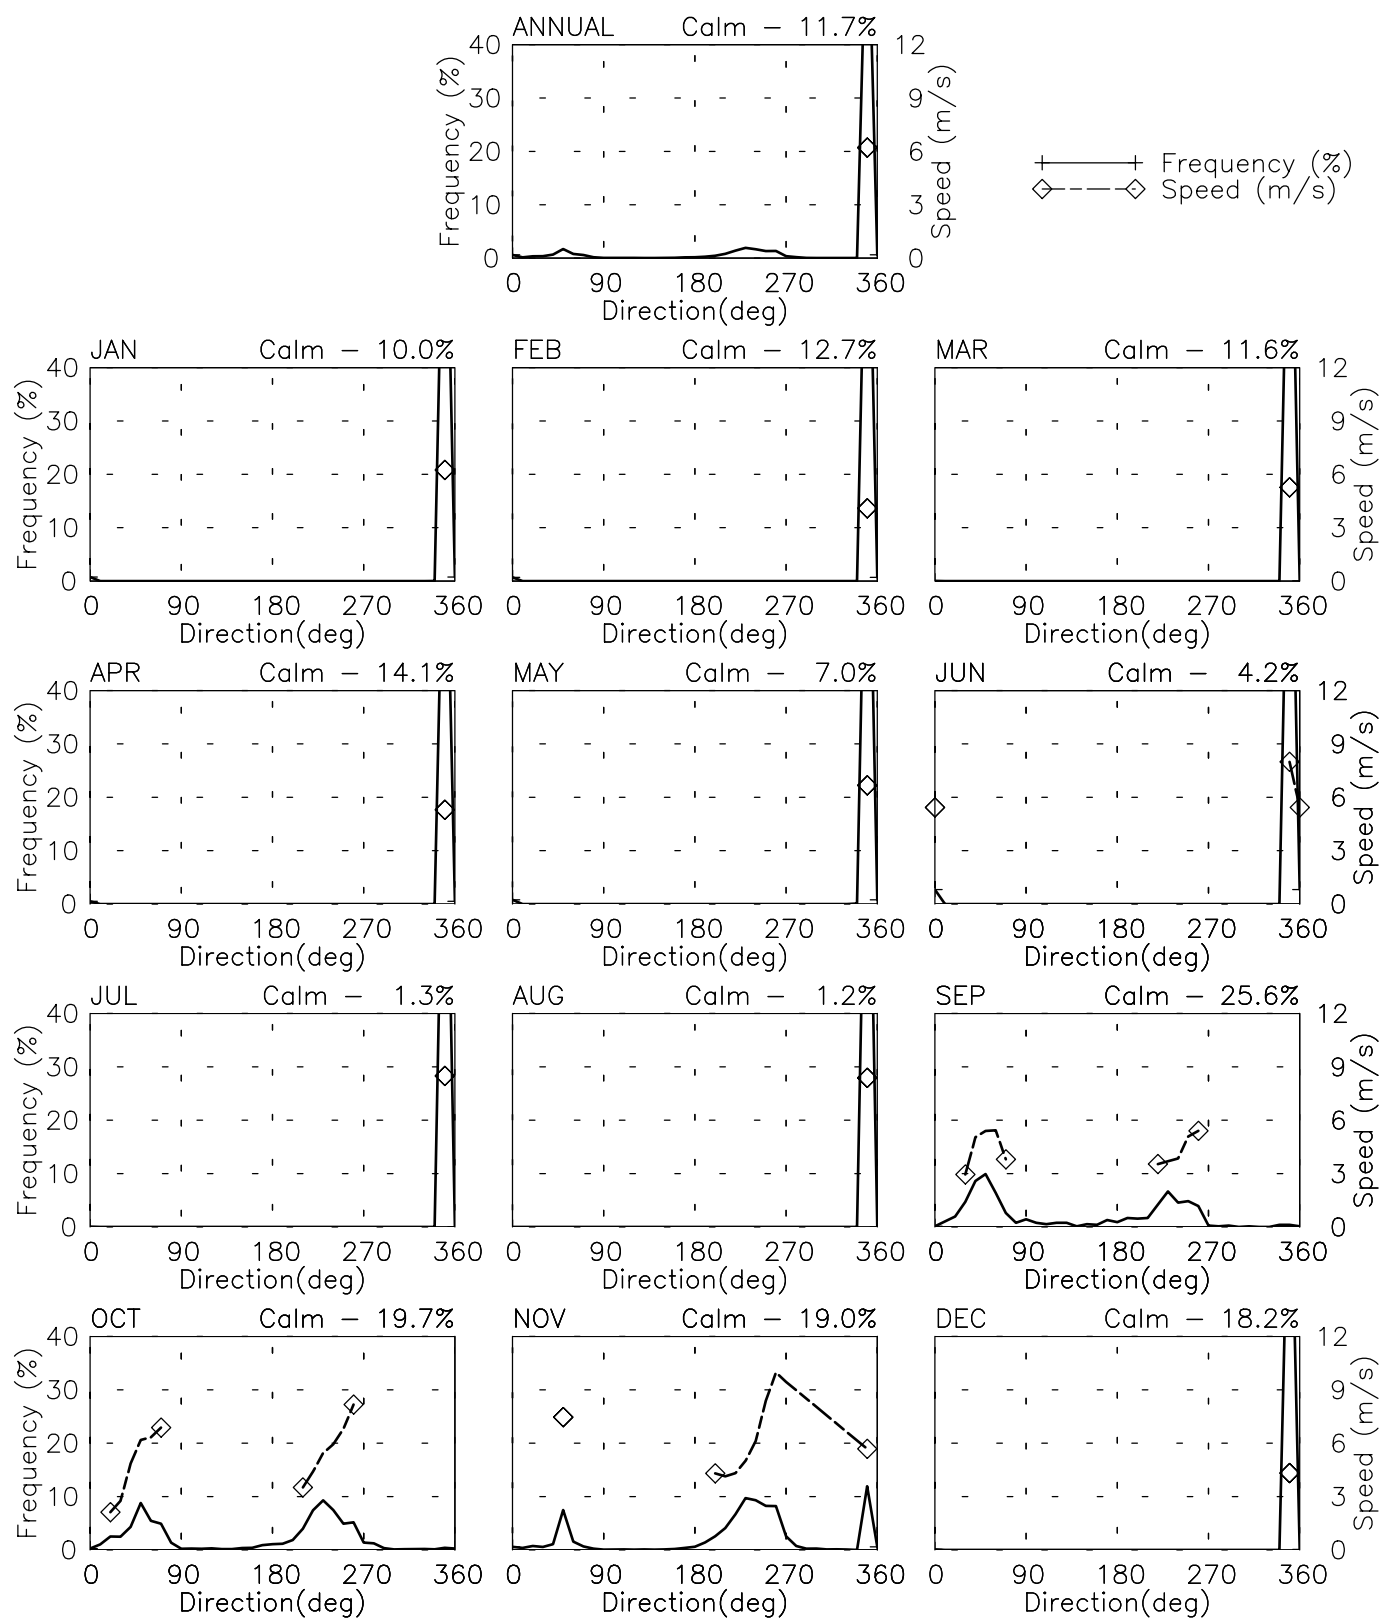 ANNUAL Calm - 11.7%
40 12
30 9
20 6
10 3
0 0
Frequency (%)
Speed (m/s)
0 90 180 270 360
Direction(deg)
Frequency (%)
Speed (m/s)
JAN Calm - 10.0%
FEB Calm - 12.7%
MAR Calm - 11.6%
40 12
30 9
20 6
10 3
0 0
Frequency (%)
Speed (m/s)
0 90 180 270 360
0 90 180 270 360
0 90 180 270 360
Direction(deg)
Direction(deg)
Direction(deg)
APR Calm - 14.1%
MAY Calm - 7.0%
JUN Calm - 4.2%
40 12
30 9
20 6
10 3
0 0
Frequency (%)
Speed (m/s)
0 90 180 270 360
0 90 180 270 360
0 90 180 270 360
Direction(deg)
Direction(deg)
Direction(deg)
JUL Calm - 1.3%
AUG Calm - 1.2%
SEP Calm - 25.6%
40 12
30 9
20 6
10 3
0 0
Frequency (%)
Speed (m/s)
0 90 180 270 360
0 90 180 270 360
0 90 180 270 360
Direction(deg)
Direction(deg)
Direction(deg)
OCT Calm - 19.7%
NOV Calm - 19.0%
DEC Calm - 18.2%
40 12
30 9
20 6
10 3
0 0
Frequency (%)
Speed (m/s)
0 90 180 270 360
0 90 180 270 360
0 90 180 270 360
Direction(deg)
Direction(deg)
Direction(deg)